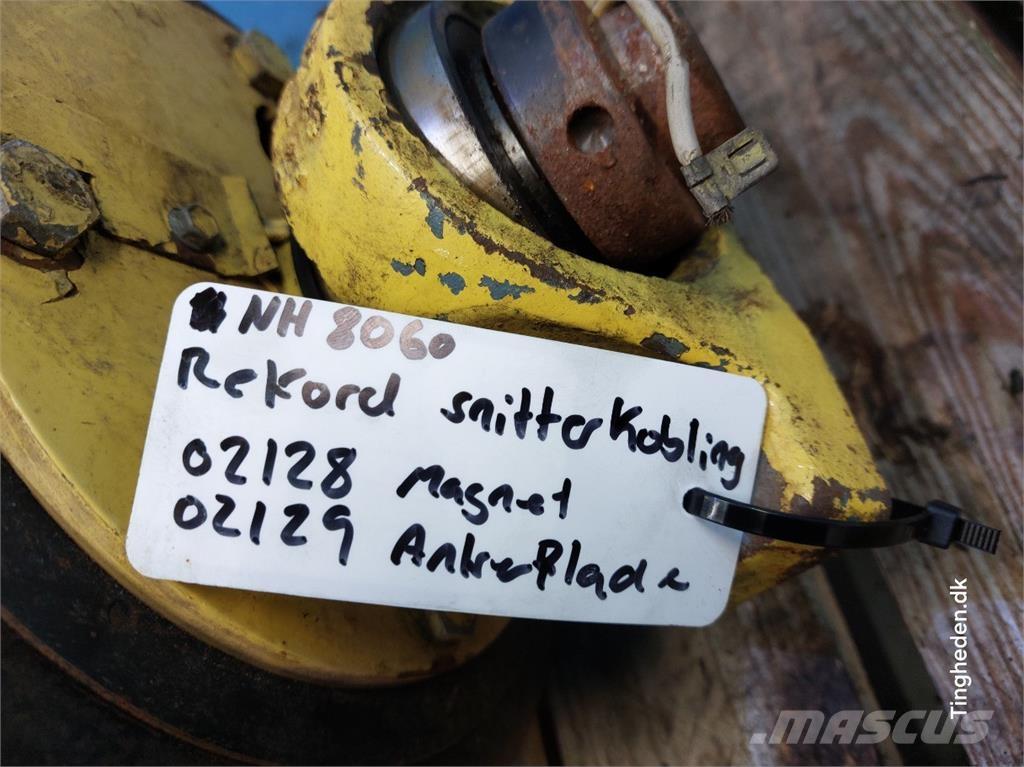 NH 8060
Rekord snitterkobling
02128 Magnet
02129 Ankerplade
Tingheden.dk
MASCUS